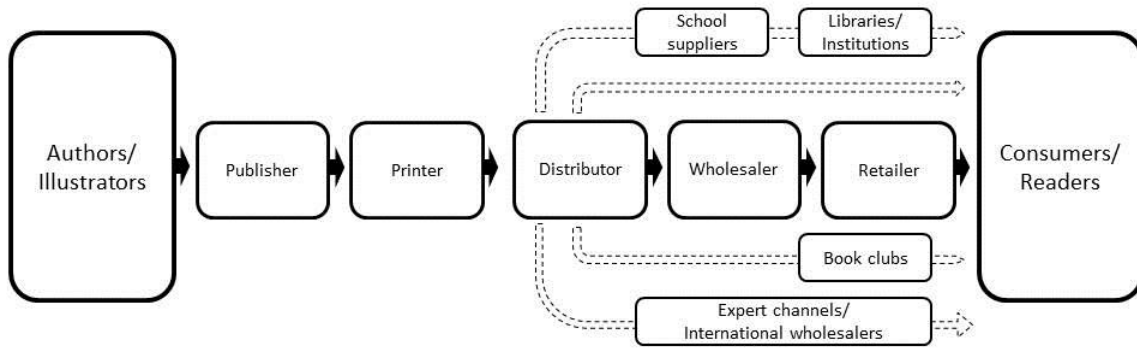 School
suppliers
Libraries/
Institutions
Authors/
Illustrators
Publisher
Printer
Distributor
Wholesaler
Retailer
Consumers/
Readers
Book clubs
Expert channels/
International wholesalers